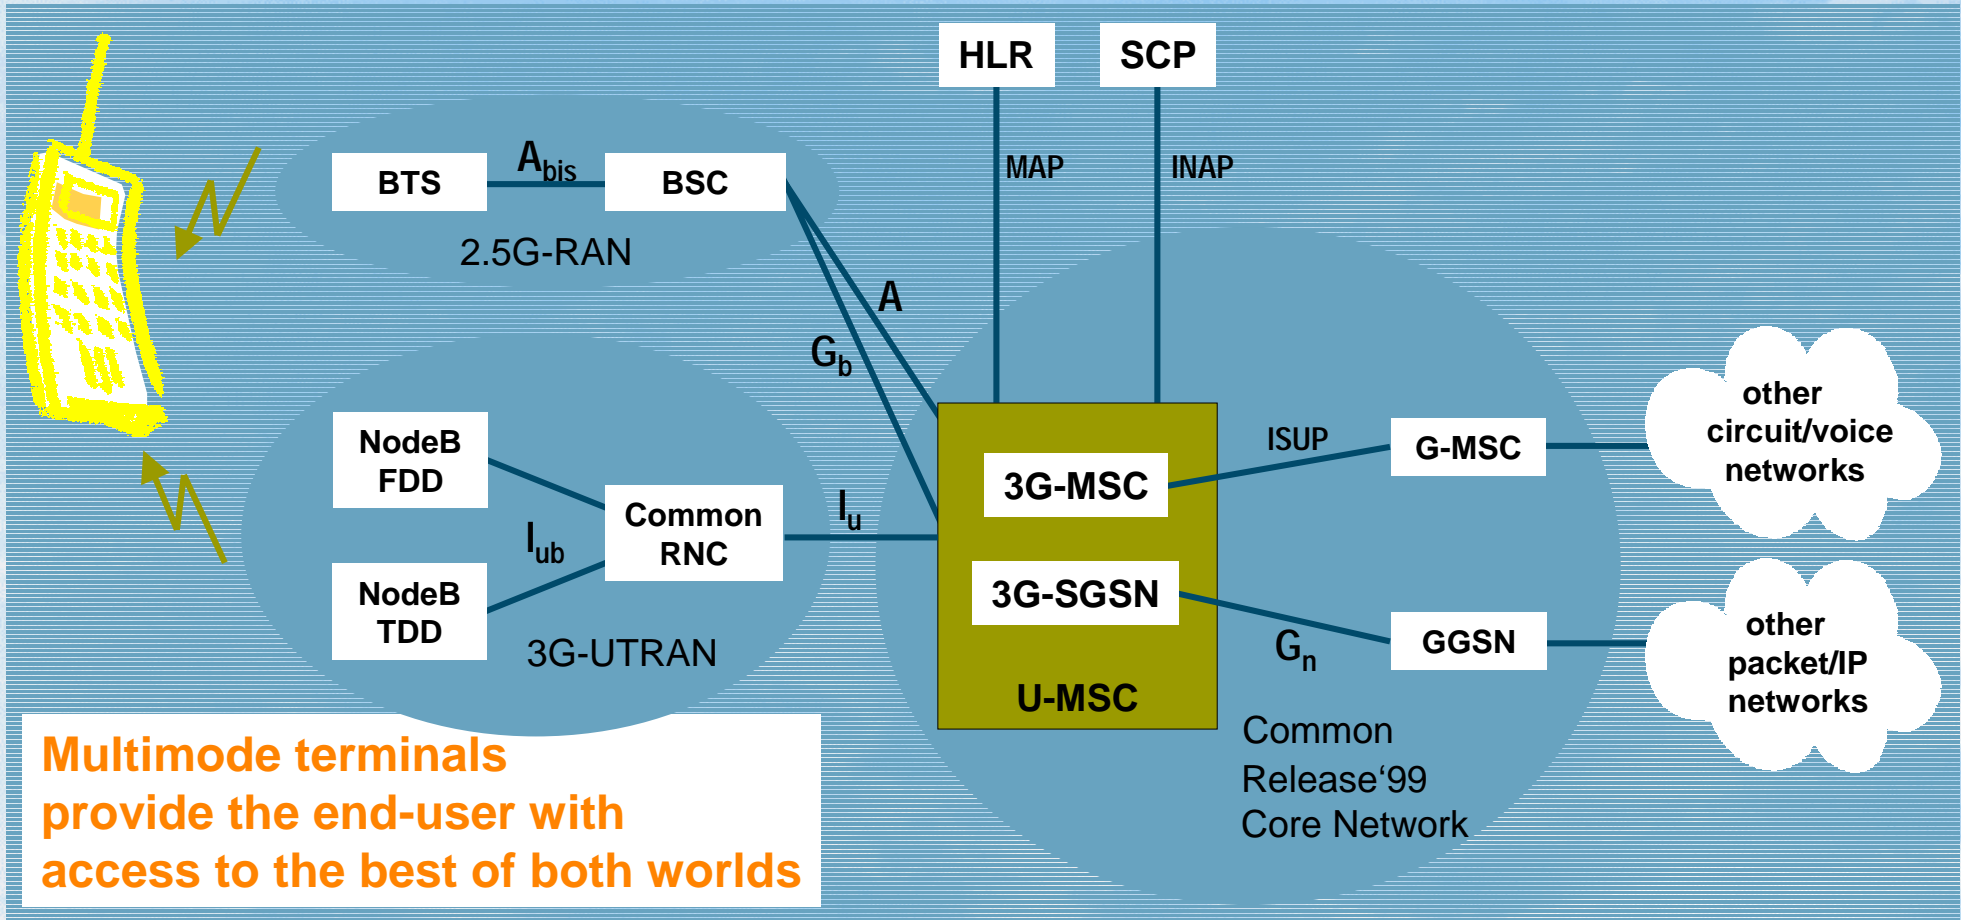 HLR
SCP
MAP
INAP
BTS
Abis
BSC
2.5G-RAN
A
Gb
NodeB
FDD
NodeB
TDD
Iub
Common
RNC
Iu
3G-UTRAN
3G-MSC
3G-SGSN
U-MSC
ISUP
G-MSC
Gn
GGSN
Common
Release‘99
Core Network
other
circuit/voice
networks
other
packet/IP
networks
Multimode terminals
provide the end-user with
access to the best of both worlds